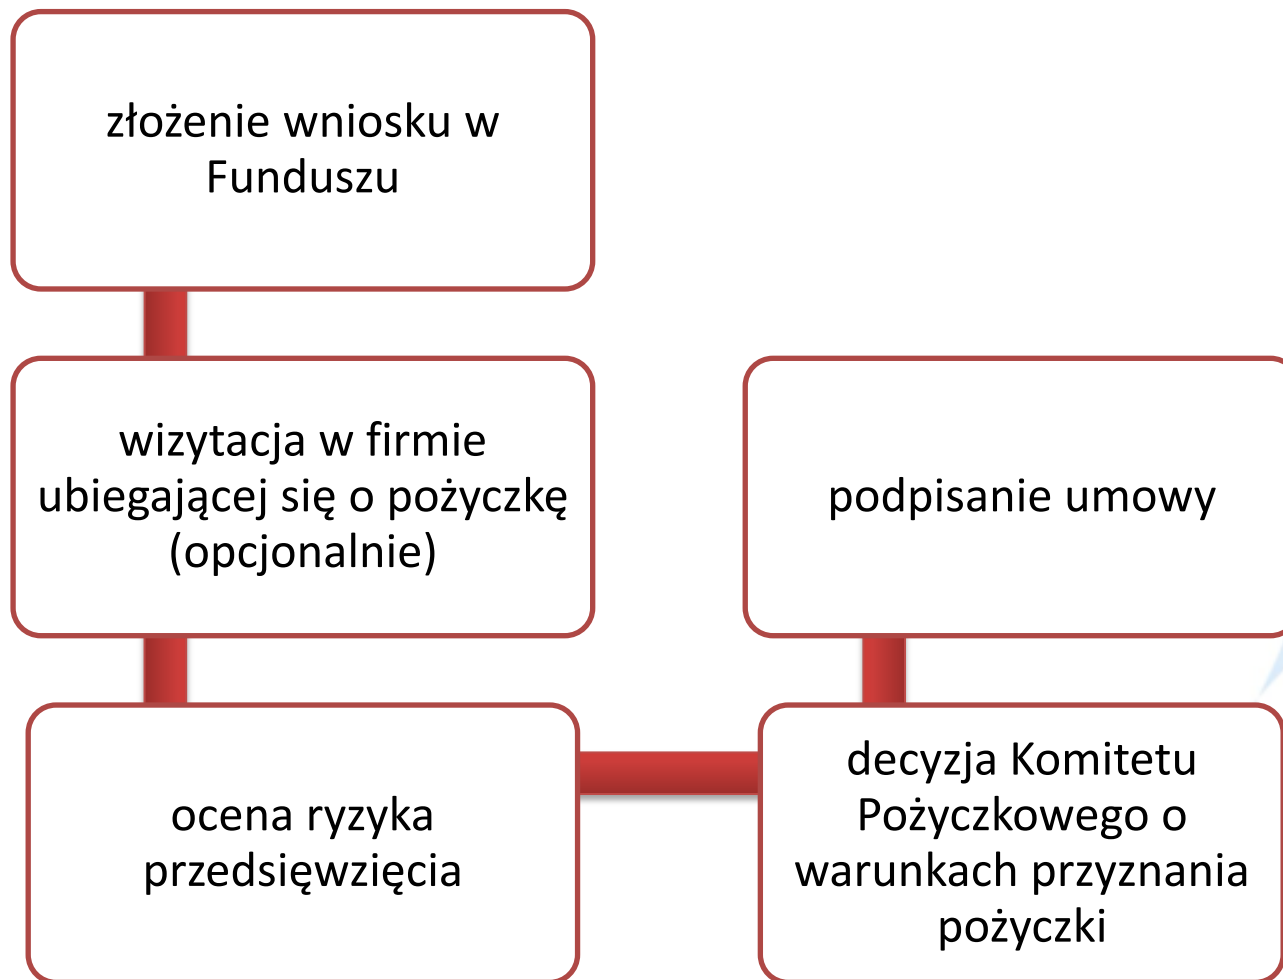 złożenie wniosku w
Funduszu
wizytacja w firmie
ubiegającej się o pożyczkę
(opcjonalnie)
ocena ryzyka
przedsięwzięcia
decyzja Komitetu
Pożyczkowego o
warunkach przyznania
pożyczki
podpisanie umowy